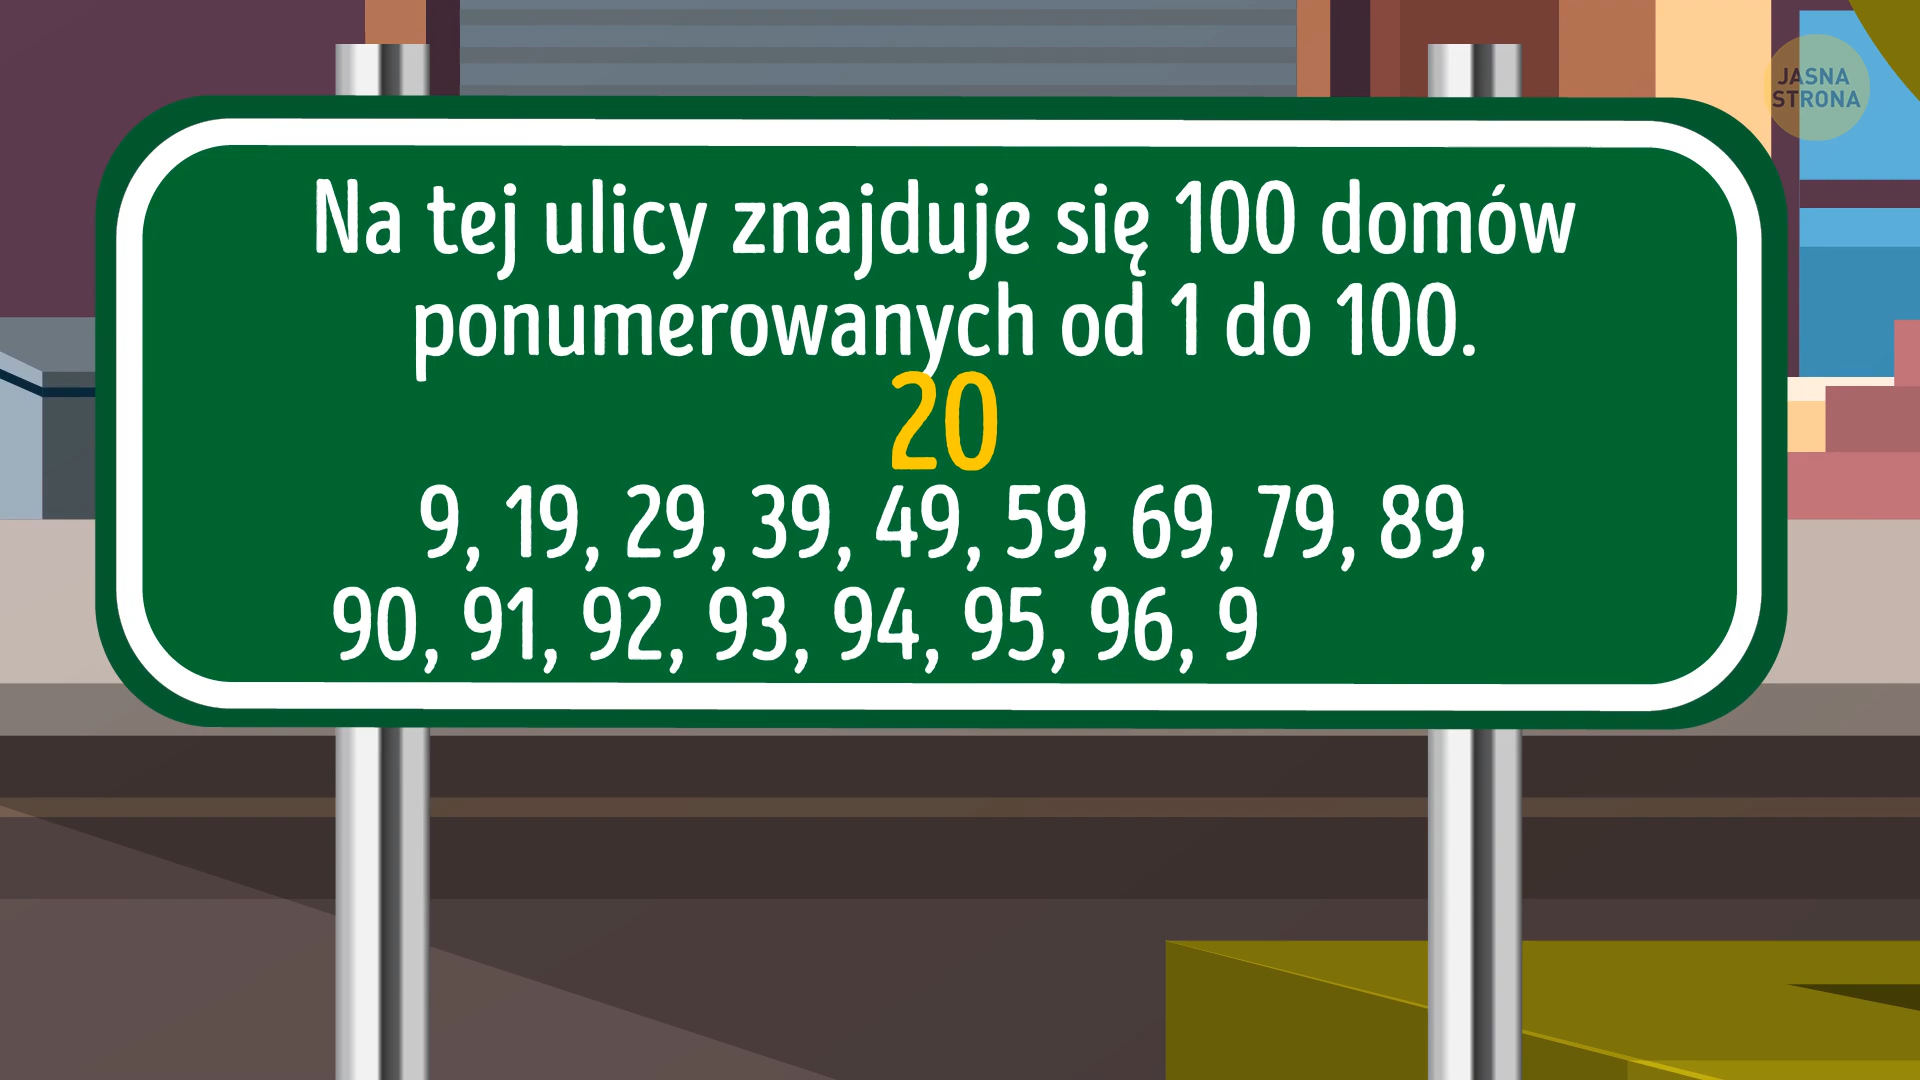 JASNA
STRONA
Na tej ulicy znajduje się 100 domów
ponumerowanych od 1 do 100.
20
9, 19, 29, 39, 49, 59, 69, 79, 89,
90, 91, 92, 93, 94, 95, 96, 9